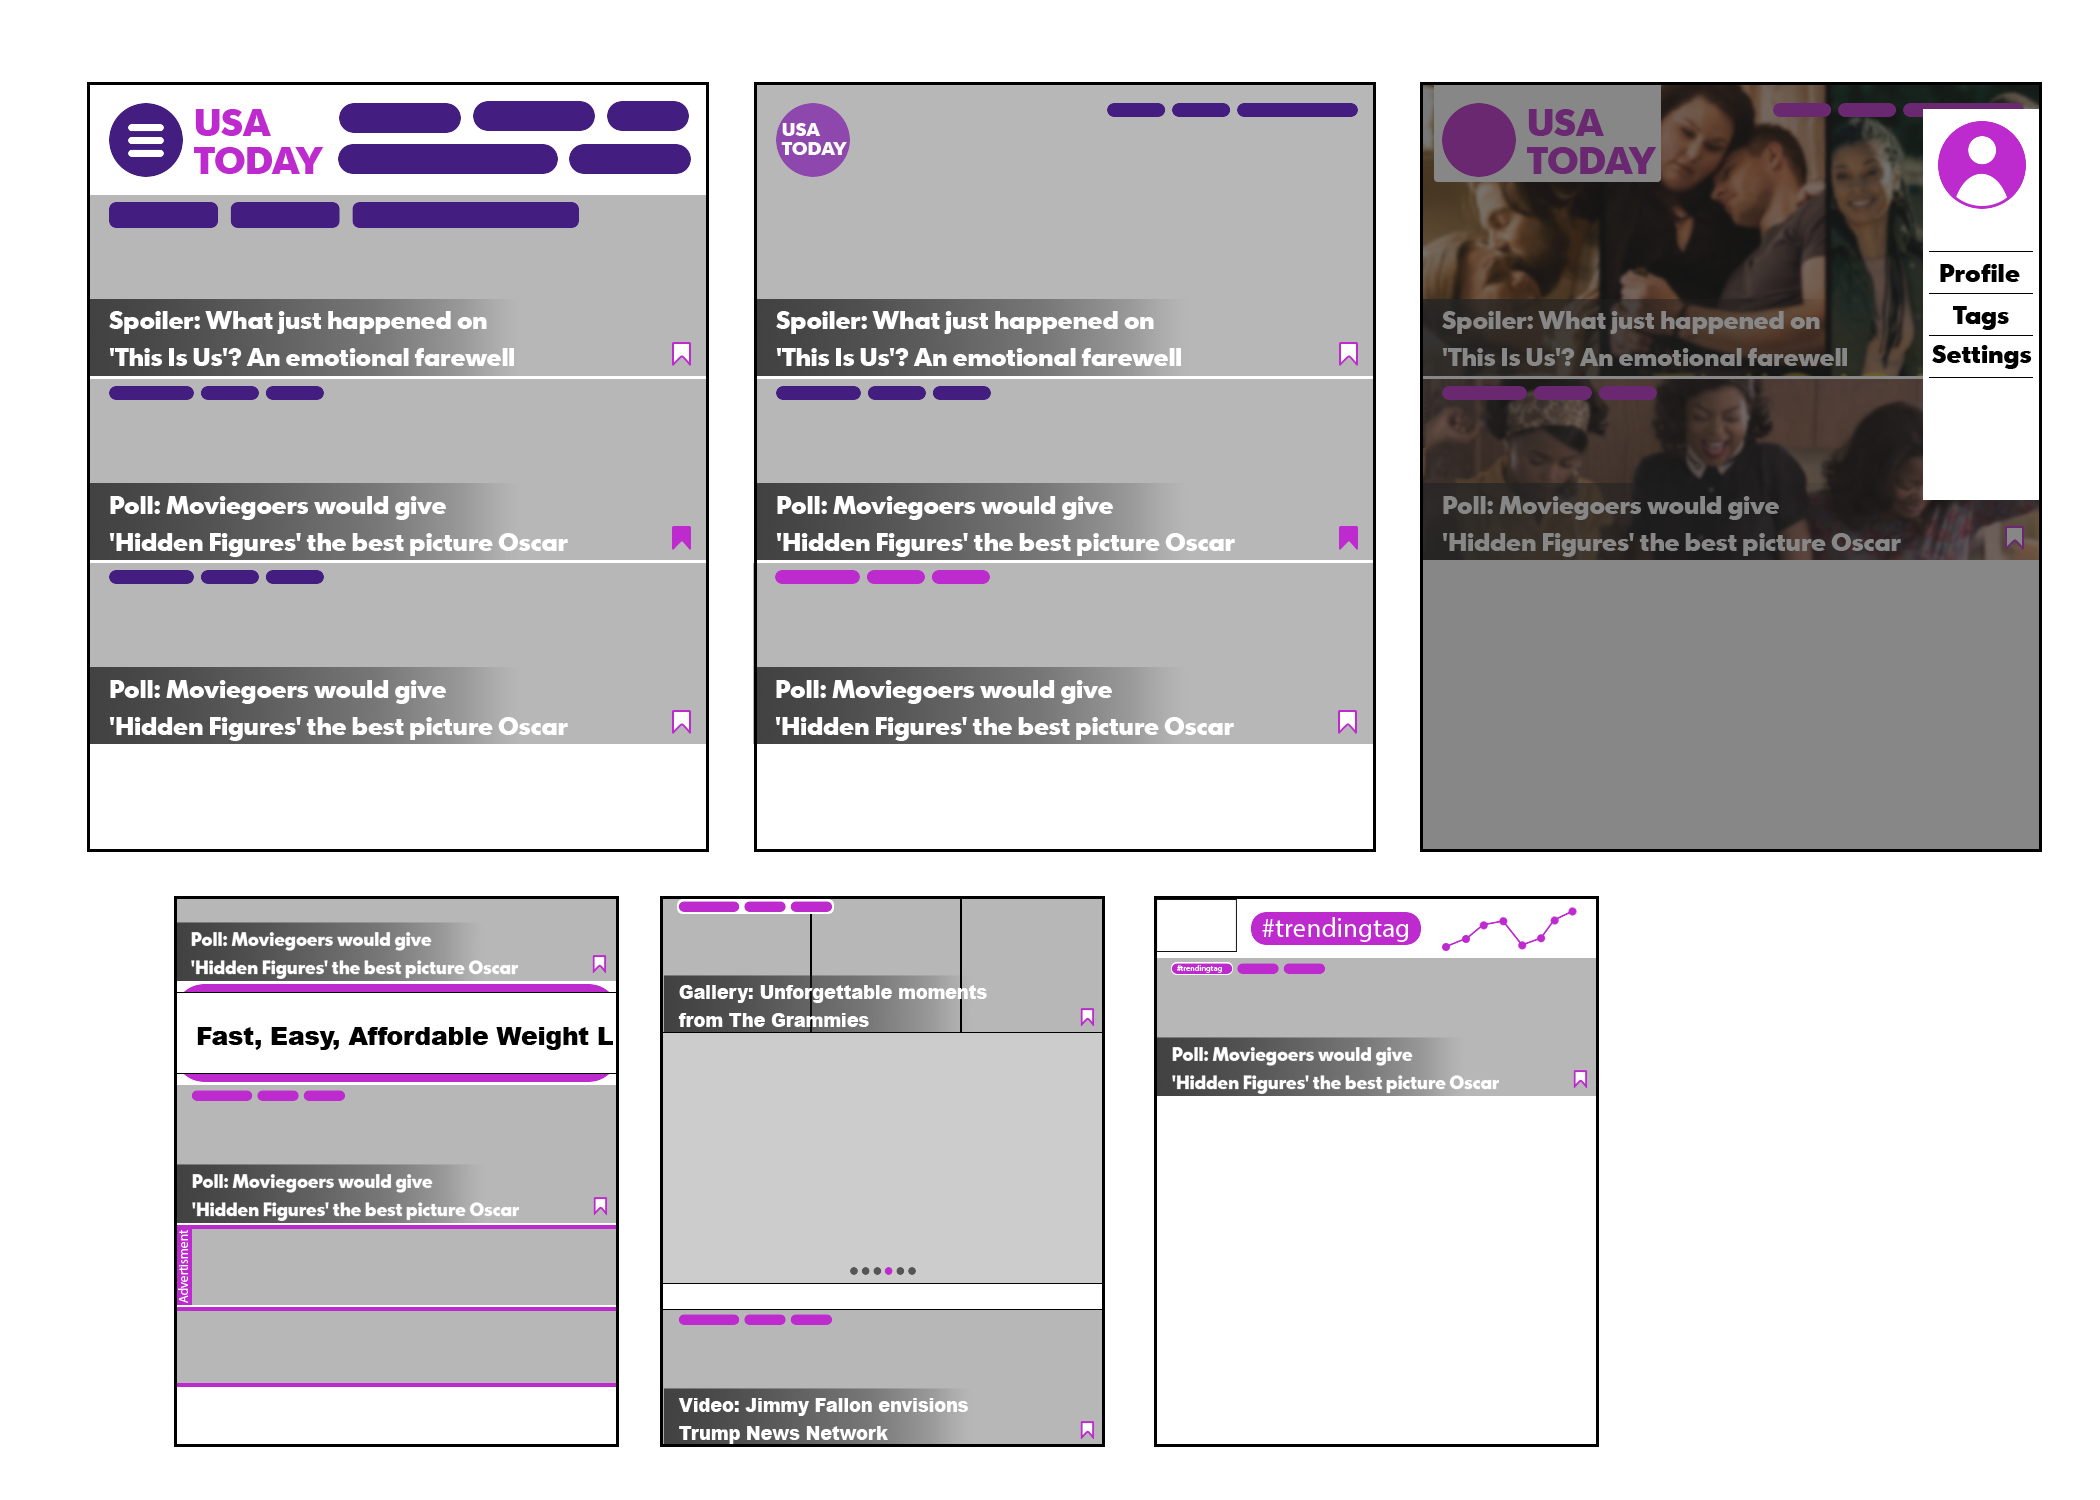 USA
TODAY
Spoiler: What just happened on
'This Is Us'? An emotional farewell
Poll: Moviegoers would give
'Hidden Figures' the best picture Oscar
Poll: Moviegoers would give
'Hidden Figures' the best picture Oscar
USA
TODAY
Spoiler: What just happened on
'This Is Us'? An emotional farewell
Poll: Moviegoers would give
'Hidden Figures' the best picture Oscar
Poll: Moviegoers would give
'Hidden Figures' the best picture Oscar
USA
TODAY
Spoiler: What just happened on
'This Is Us'? An emotional farewell
Poll: Moviegoers would give
'Hidden Figures' the best picture Oscar
Profile
Tags
Settings
Poll: Moviegoers would give
'Hidden Figures' the best picture Oscar
Fast, Easy, Affordable Weight L
Poll: Moviegoers would give
'Hidden Figures' the best picture Oscar
Advertisment
Gallery: Unforgettable moments
from The Grammies
Video: Jimmy Fallon envisions
Trump News Network
#trendingtag
#trendingtag
Poll: Moviegoers would give
'Hidden Figures' the best picture Oscar